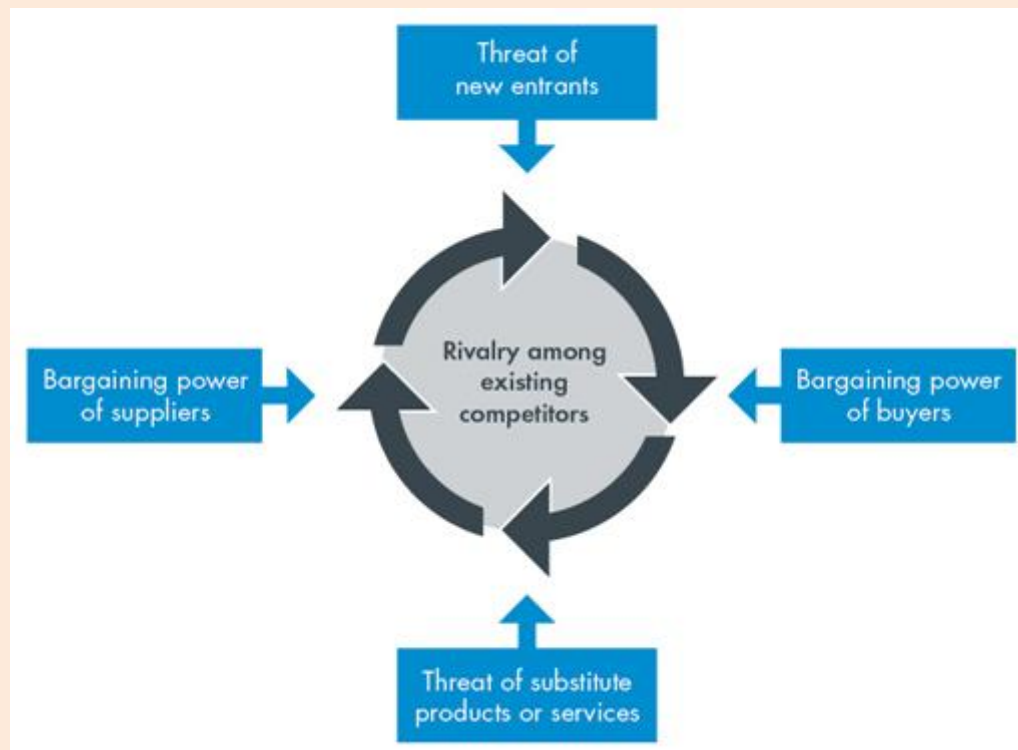 Threat of
new entrants
Bargaining power
of suppliers
Rivalry among
existing
competitors
Bargaining power
of buyers
Threat of substitute
products or services